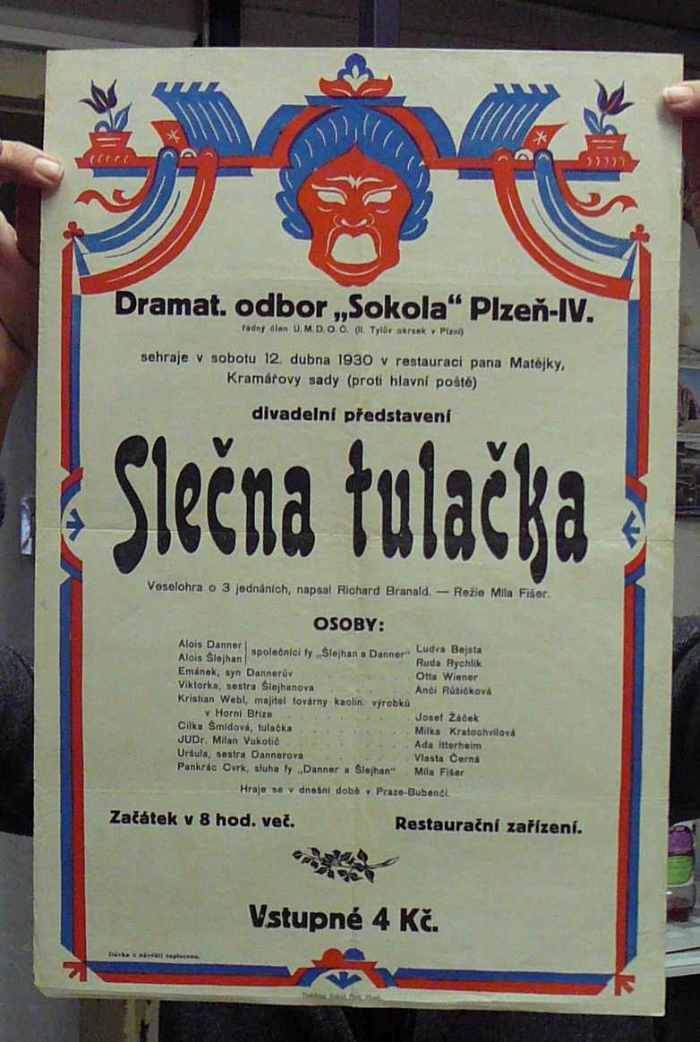 Dramat. odbor „Sokola“ Plzeň-IV.
řádný člen Ú. M. D. O. Č. (II. Tylův okrsek v Plzni)
sehraje v sobotu 12. dubna 1930 v restauraci pana Matějky,
Kramářovy sady (proti hlavní poště)
divadelní představení
Slečna tulačka
Veselohra o 3 jednáních, napsal Richard Branald. — Režie Míla Fišer.
OSOBY:
Alois Danner
Alois Šlejhan
společníci fy „Šlejhan a Danner“
Luďva Bejsta
Ruda Rychlík
Emánek, syn Dannerův Otta Wiener
Viktorka, sestra Šlejhanova Anči Růžičková
Kristian Webl, majitel továrny kaolin. výrobků
v Horní Bříze Josef Žáček
Cilka Šmídová, tulačka Milka Kratochvílová
JUDr. Milan Vukotič Ada Itterheim
Uršula, sestra Dannerova Vlasta Černá
Pankrác Cvrk, sluha fy „Danner a Šlejhan“ Míla Fišer
Hraje se v dnešní době v Praze-Bubenči.
Začátek v 8 hod. več.
Restaurační zařízení.
Vstupné 4 Kč.
Dávka z návěští zaplacena.